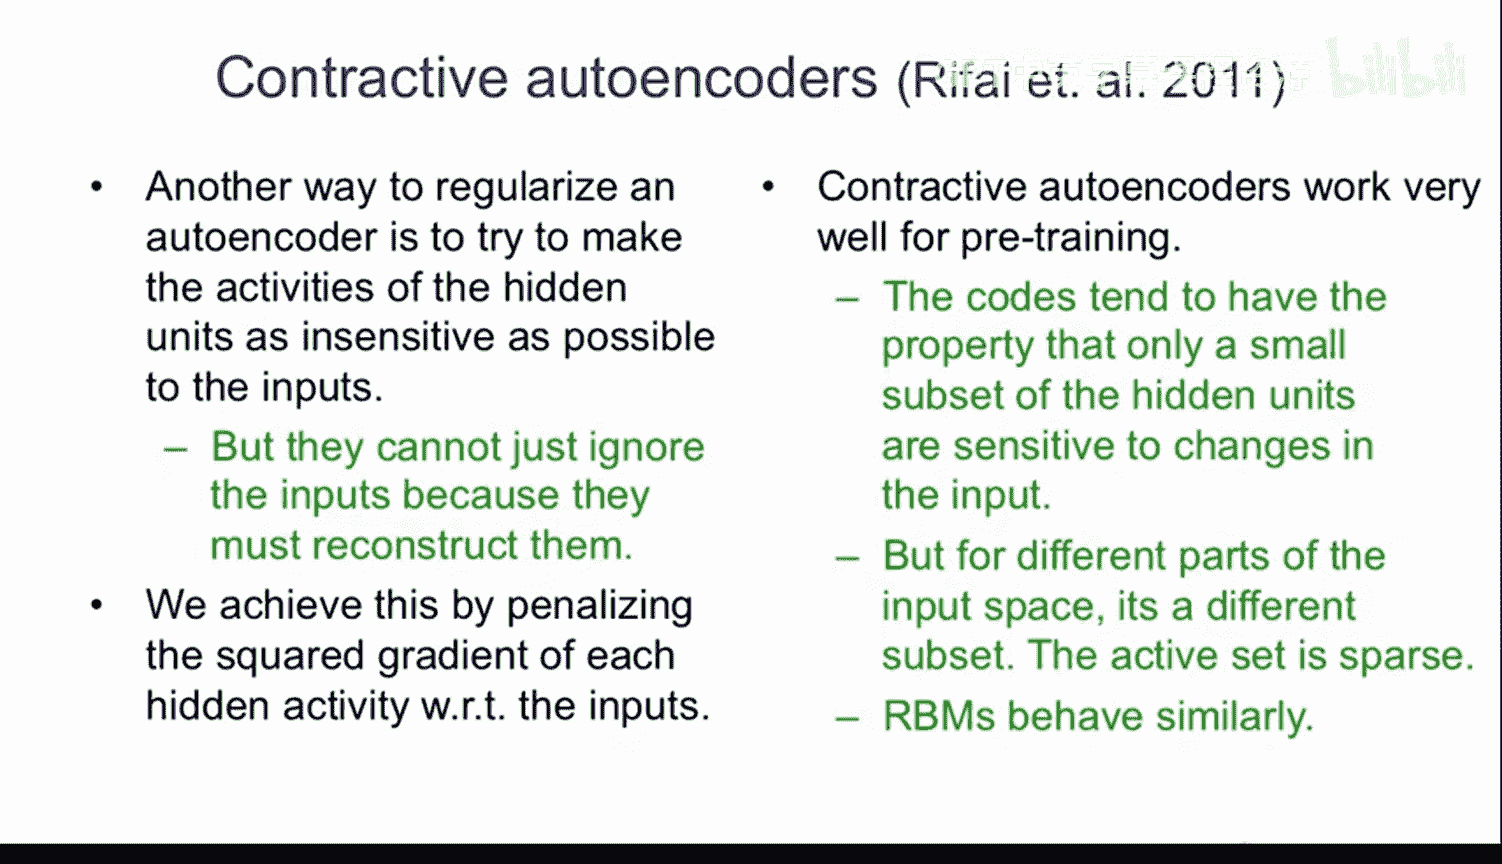 Contractive autoencoders (Rifai et. al. 2011)
bilibili
• Another way to regularize an
autoencoder is to try to make
the activities of the hidden
units as insensitive as possible
to the inputs.
– But they cannot just ignore
the inputs because they
must reconstruct them.
• We achieve this by penalizing
the squared gradient of each
hidden activity w.r.t. the inputs.
• Contractive autoencoders work very
well for pre-training.
– The codes tend to have the
property that only a small
subset of the hidden units
are sensitive to changes in
the input.
– But for different parts of the
input space, its a different
subset. The active set is sparse.
– RBMs behave similarly.